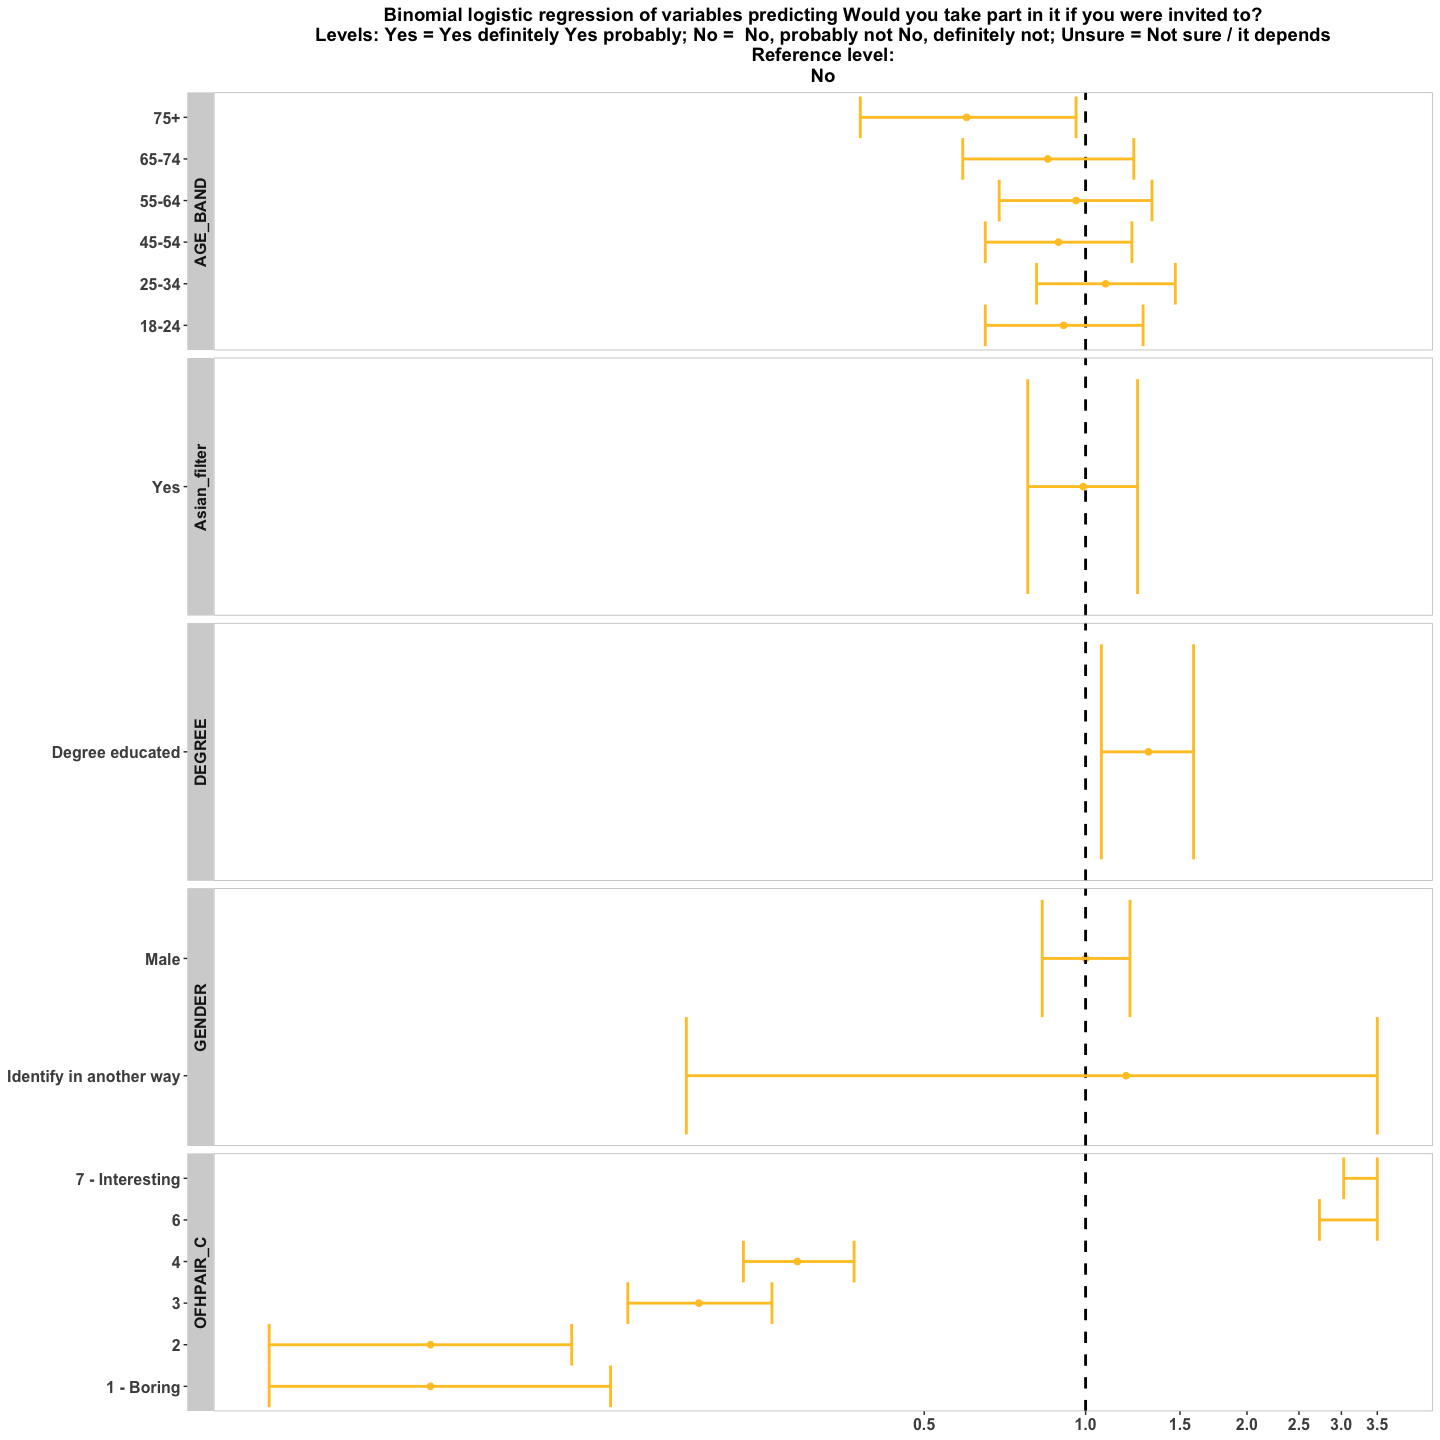 Binomial logistic regression of variables predicting Would you take part in it if you were invited to?
Levels: Yes = Yes definitely Yes probably; No =  No, probably not No, definitely not; Unsure = Not sure / it depends
Reference level:
No
AGE_BAND
75+
65-74
55-64
45-54
25-34
18-24
Asian_filter
Yes
DEGREE
Degree educated
GENDER
Male
Identify in another way
OFHPAIR_C
7 - Interesting
6
4
3
2
1 - Boring
0.5 1.0 1.5 2.0 2.5 3.0 3.5